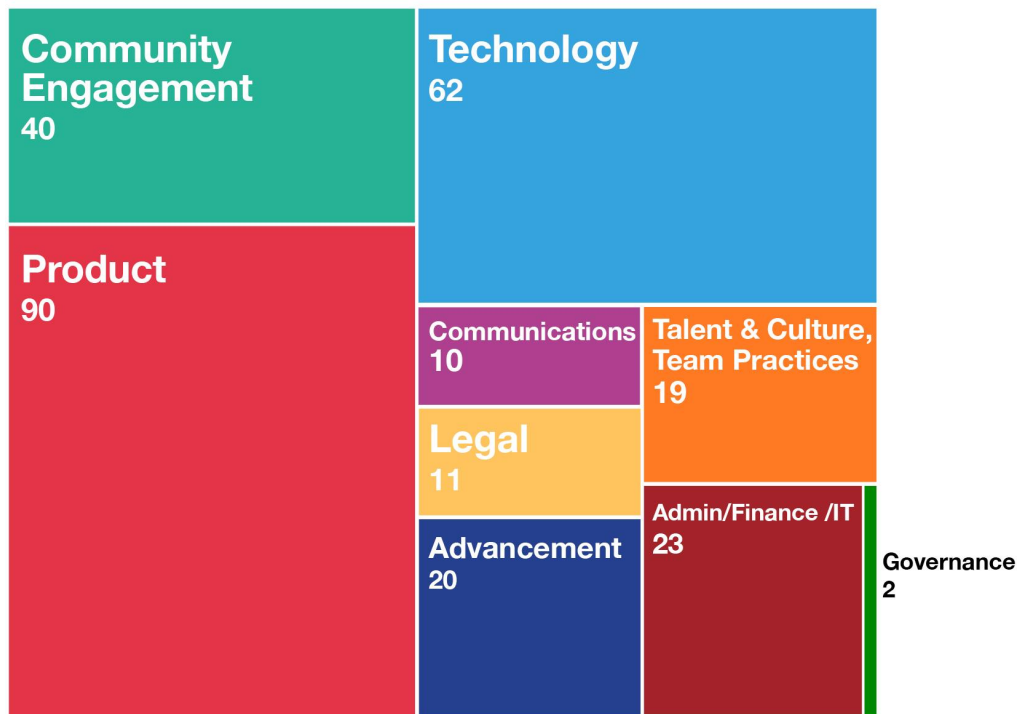 Community
Engagement
40
Technology
62
Product
90
Communications
10
Talent & Culture,
Team Practices
19
Legal
11
Advancement
20
Admin/Finance /IT
23
Governance
2